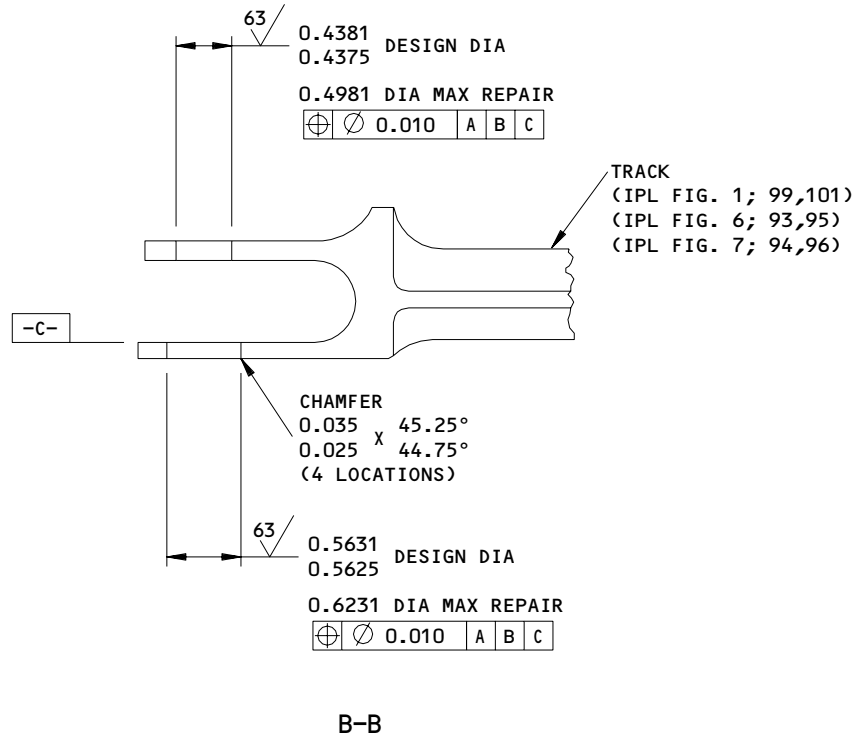 63
0.4381
0.4375 DESIGN DIA
0.4981 DIA MAX REPAIR
⌖ ∅ 0.010 A B C
TRACK
(IPL FIG. 1; 99,101)
(IPL FIG. 6; 93,95)
(IPL FIG. 7; 94,96)
-C-
CHAMFER
0.035 X 45.25°
0.025 44.75°
(4 LOCATIONS)
63
0.5631
0.5625 DESIGN DIA
0.6231 DIA MAX REPAIR
⌖ ∅ 0.010 A B C
B-B